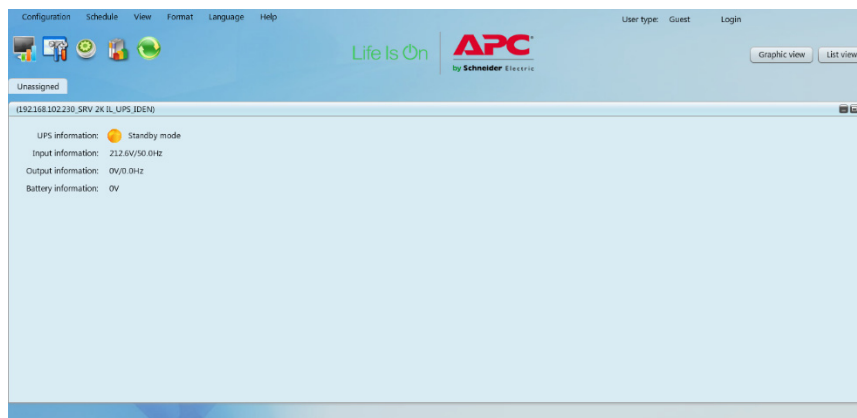 Configuration Schedule View Format Language Help
User type: Guest Login
Life Is On
APC
by Schneider Electric
Graphic view List view
Unassigned
(192.168.102.230_SRV 2K IL_UPS_IDEN)
UPS information: Standby mode
Input information: 212.6V/50.0Hz
Output information: 0V/0.0Hz
Battery information: 0V